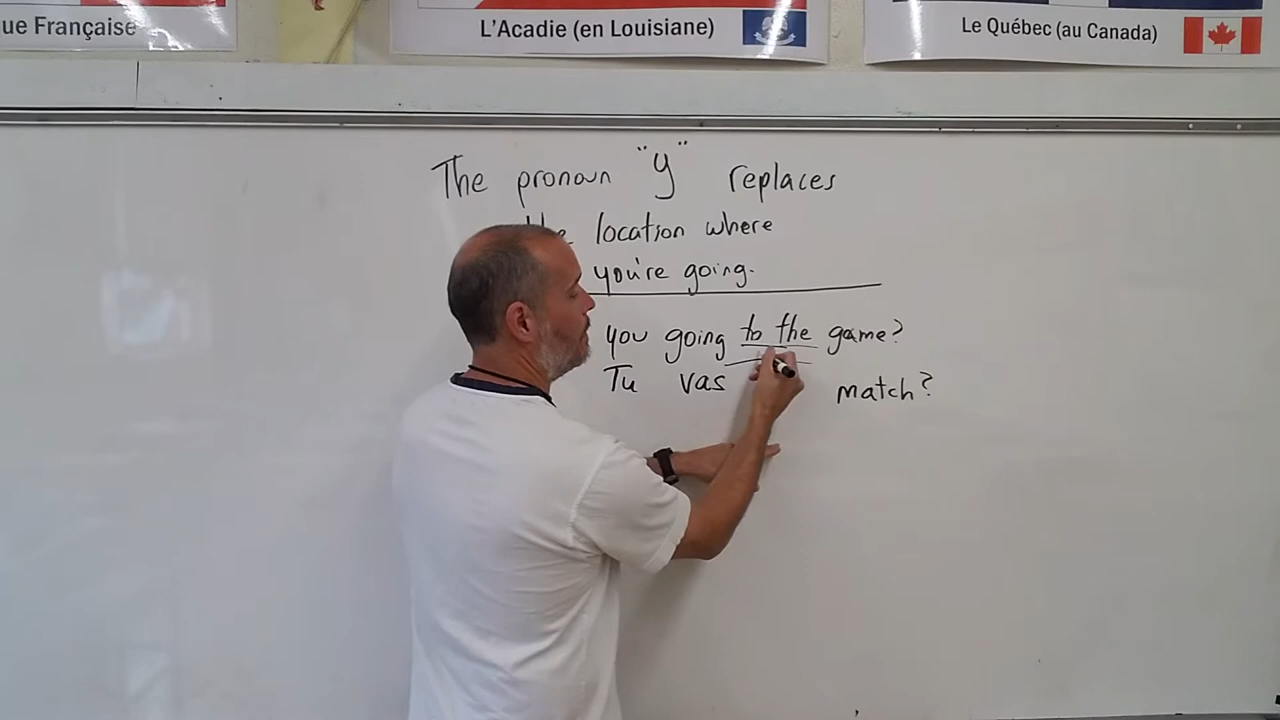 ue Française
L'Acadie (en Louisiane)
Le Québec (au Canada)
The pronoun "y" replaces
the location where
you're going.
you going to the game?
Tu vas match?